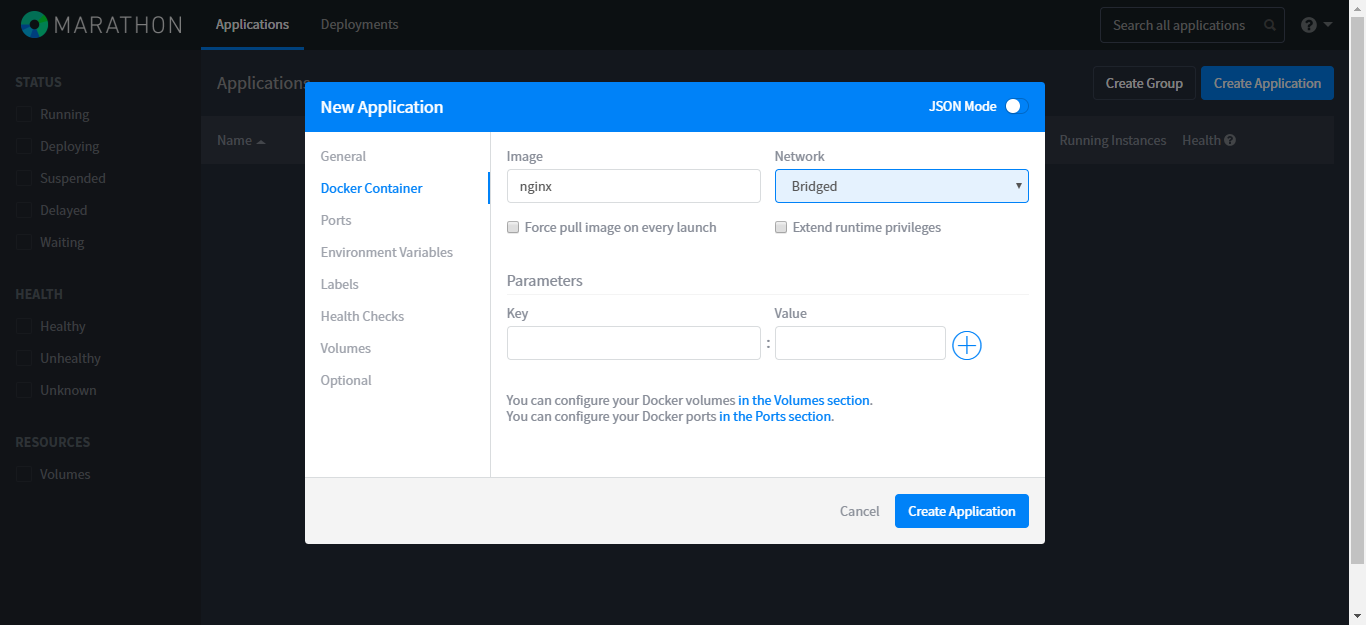 MARATHON
Applications
Deployments
Search all applications
?
STATUS
Running
Deploying
Suspended
Delayed
Waiting
HEALTH
Healthy
Unhealthy
Unknown
RESOURCES
Volumes
Applications
Create Group
Create Application
Name
Running Instances
Health ?
New Application
JSON Mode
General
Docker Container
Ports
Environment Variables
Labels
Health Checks
Volumes
Optional
Image
Network
nginx
Bridged
Force pull image on every launch
Extend runtime privileges
Parameters
Key
Value
:
You can configure your Docker volumes in the Volumes section.
You can configure your Docker ports in the Ports section.
Cancel
Create Application